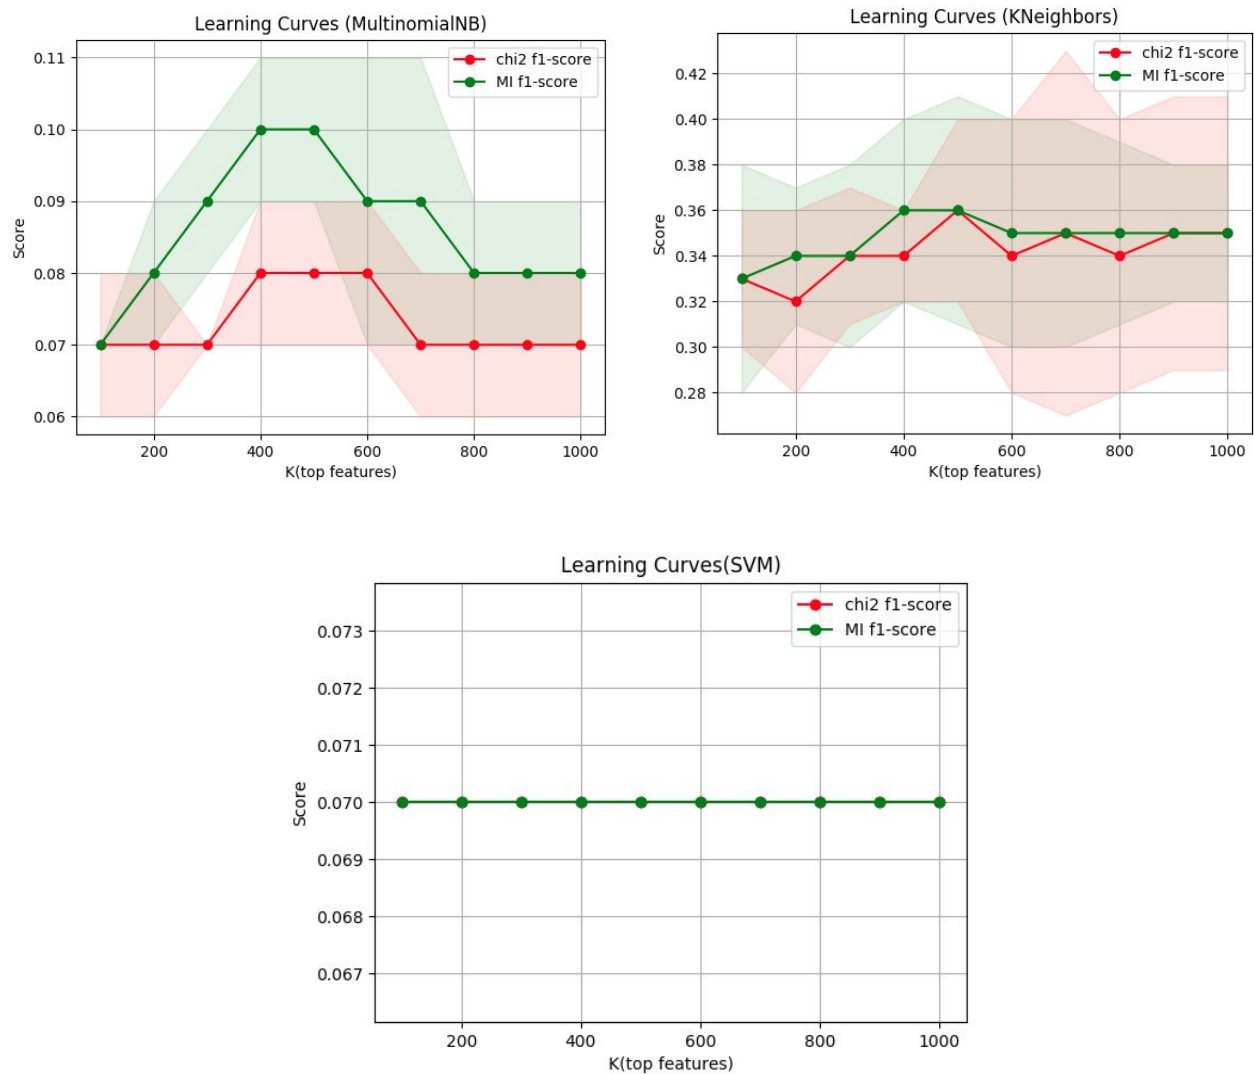 Learning Curves (MultinomialNB)
0.11
0.10
0.09
0.08
0.07
0.06
Score
chi2 f1-score
MI f1-score
200 400 600 800 1000
K(top features)
Learning Curves (KNeighbors)
0.42
0.40
0.38
0.36
0.34
0.32
0.30
0.28
Score
chi2 f1-score
MI f1-score
200 400 600 800 1000
K(top features)
Learning Curves(SVM)
0.073
0.072
0.071
0.070
0.069
0.068
0.067
Score
chi2 f1-score
MI f1-score
200 400 600 800 1000
K(top features)